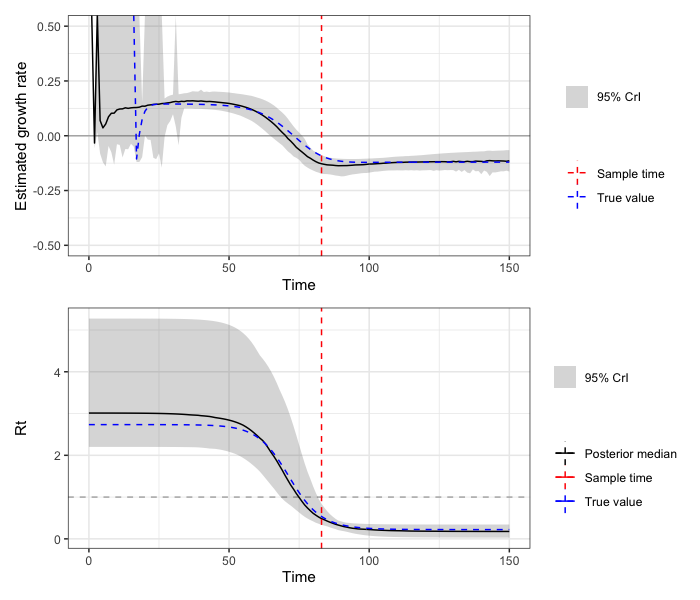 Estimated growth rate
0.50
0.25
0.00
-0.25
-0.50
0
50
100
150
Time
95% CrI
Sample time
True value
Rt
4
2
0
0
50
100
150
Time
95% CrI
Posterior median
Sample time
True value